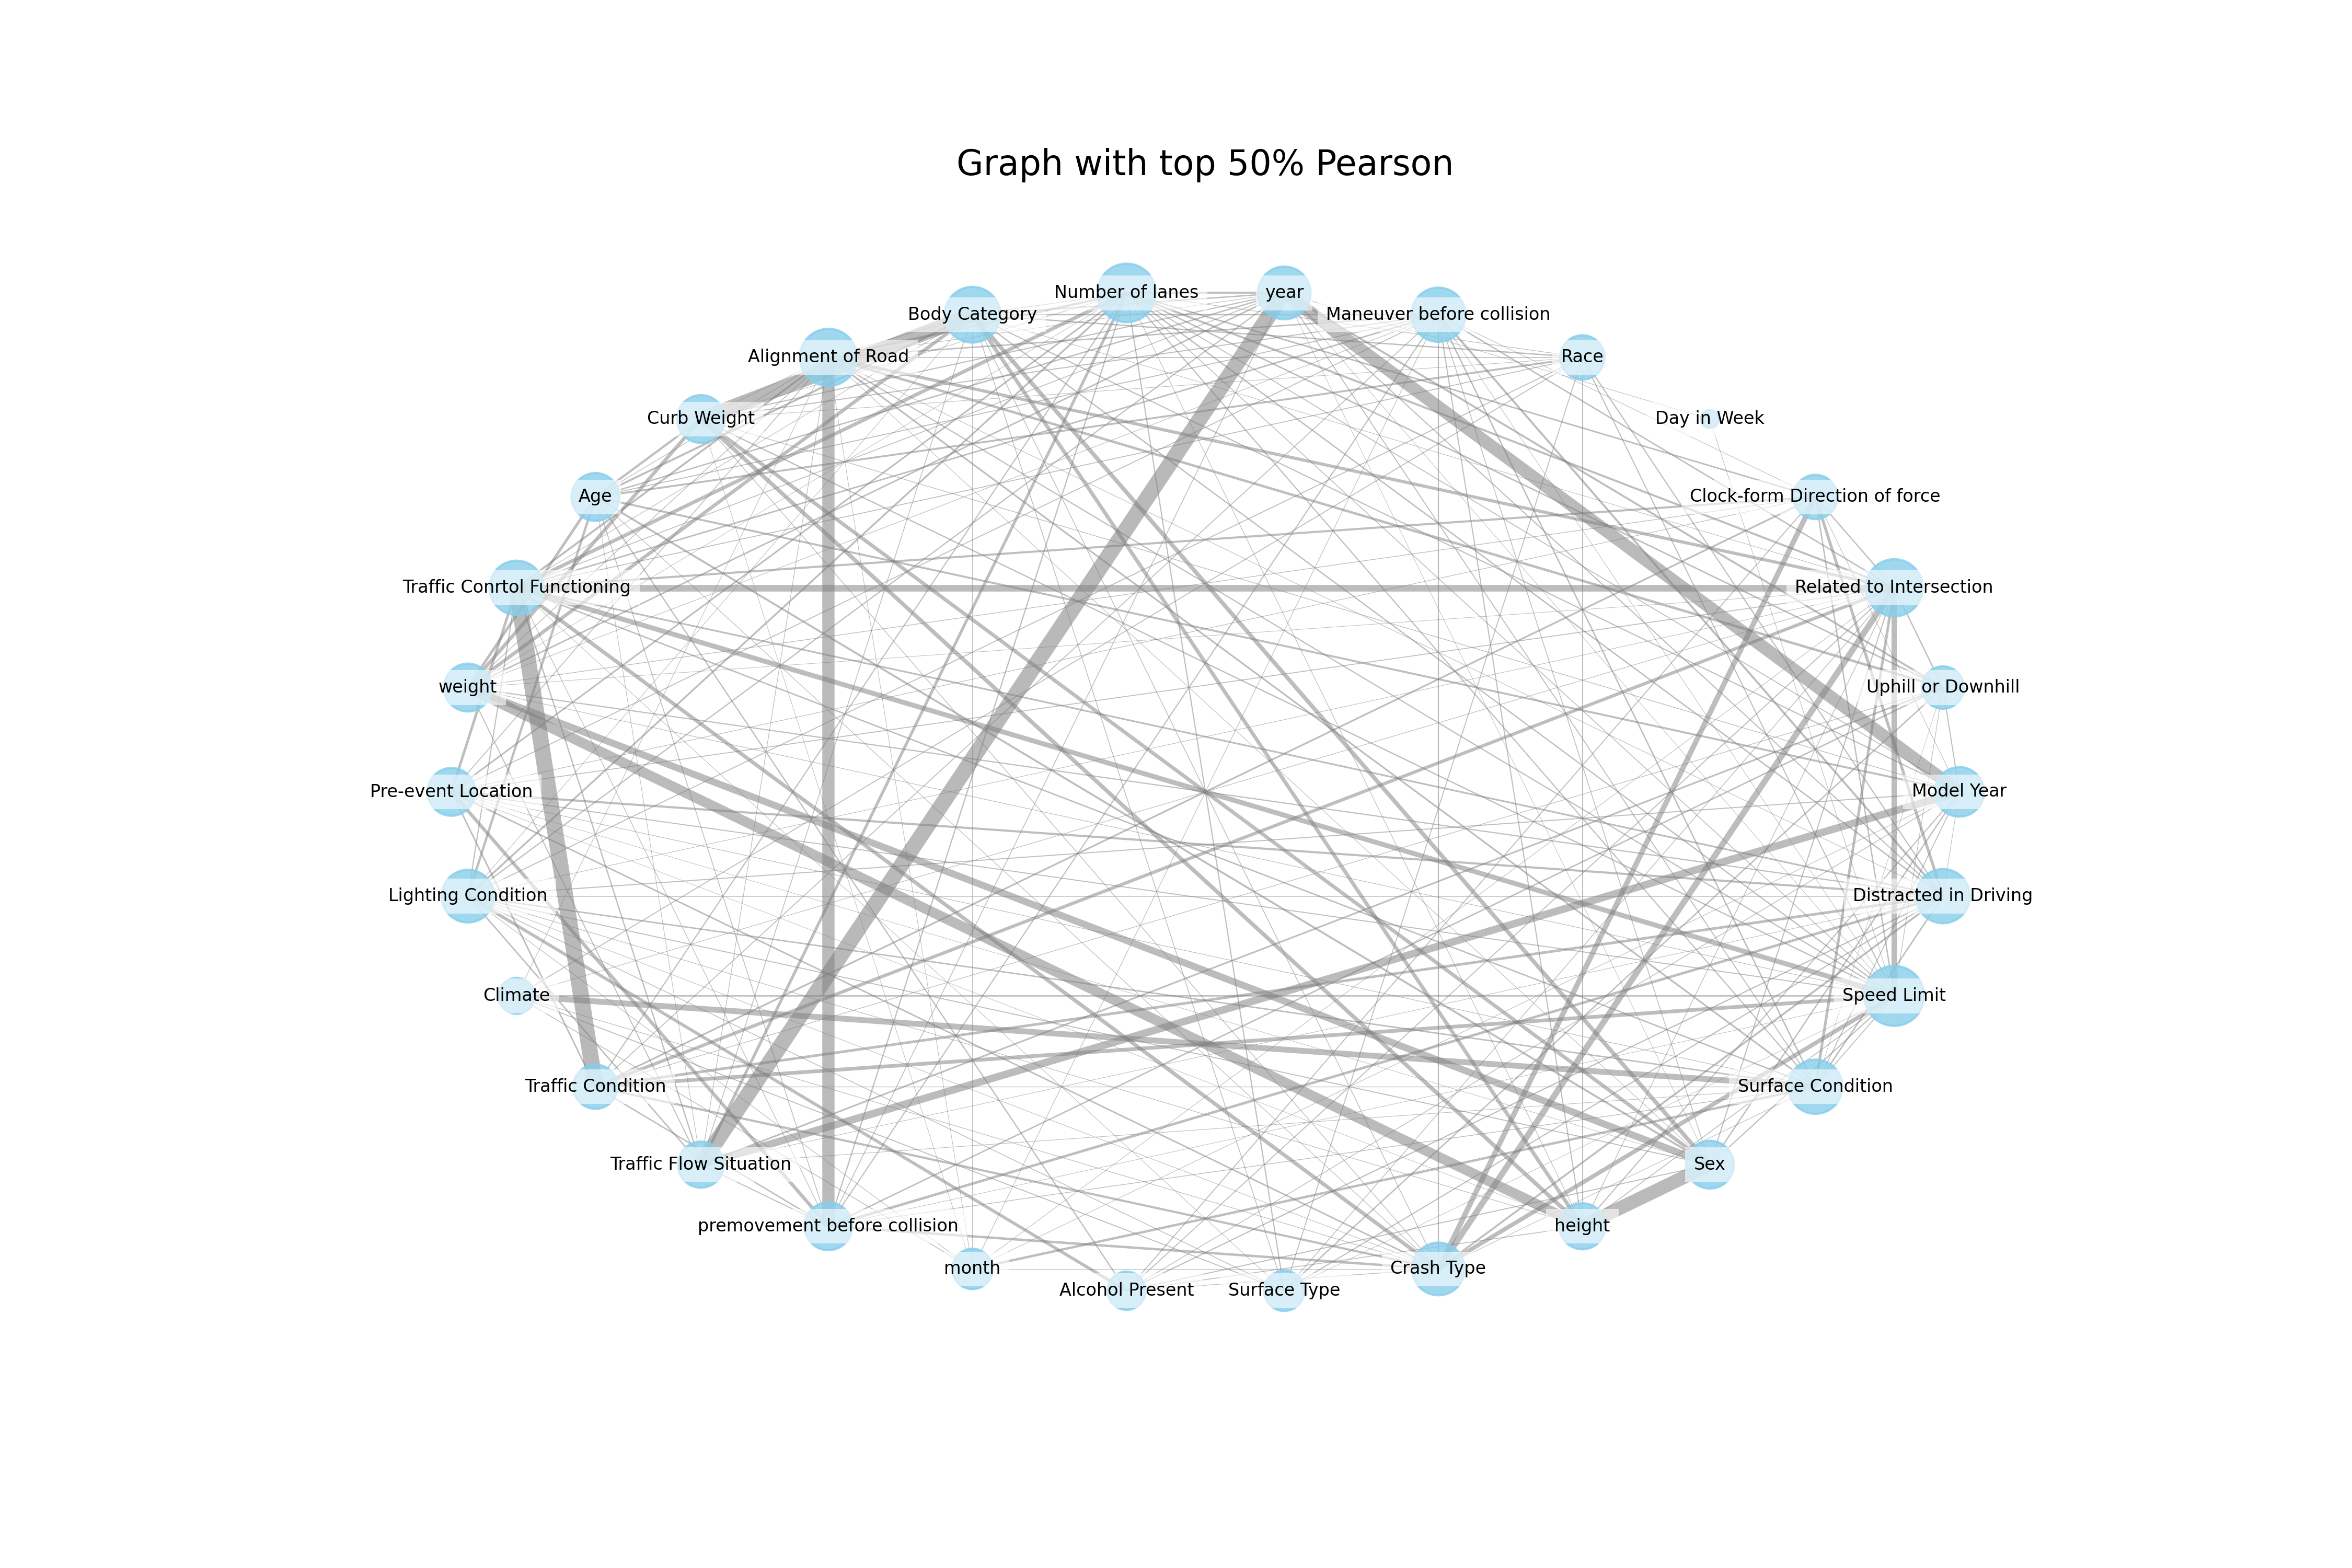 Graph with top 50% Pearson
Number of lanes
year
Body Category
Maneuver before collision
Alignment of Road
Race
Curb Weight
Day in Week
Age
Clock-form Direction of force
Traffic Conrtol Functioning
Related to Intersection
weight
Uphill or Downhill
Pre-event Location
Model Year
Lighting Condition
Distracted in Driving
Climate
Speed Limit
Traffic Condition
Surface Condition
Traffic Flow Situation
Sex
premovement before collision
height
month
Crash Type
Alcohol Present
Surface Type